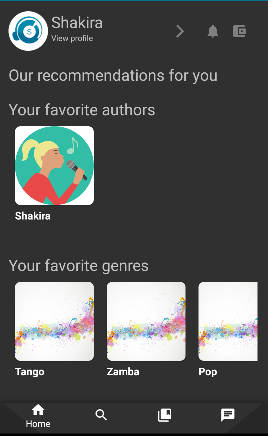 Shakira
View profile
Our recommendations for you
Your favorite authors
Shakira
Your favorite genres
Tango
Zamba
Pop
Home